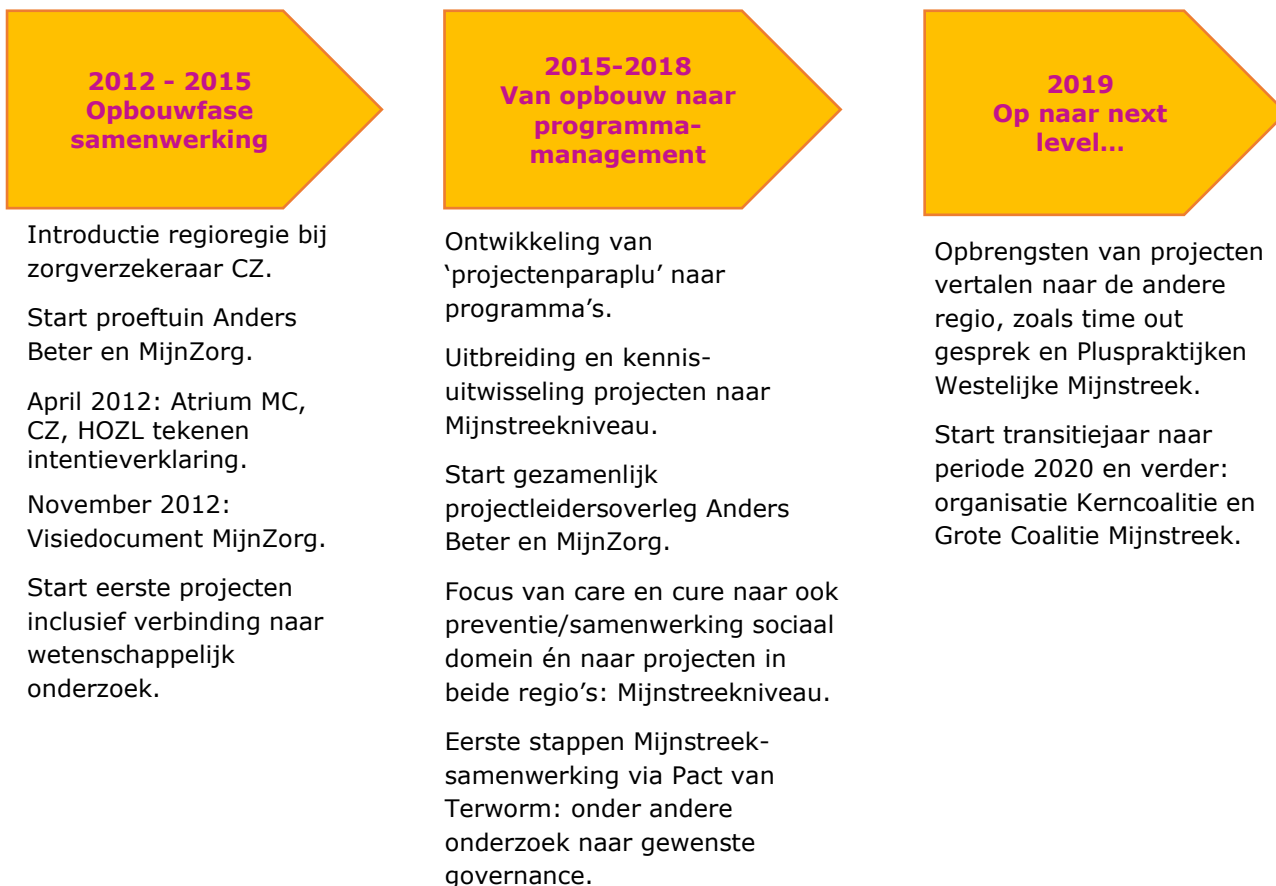 2012 - 2015
Opbouwfase
samenwerking
Introductie regioregie bij
zorgverzekeraar CZ.
Start proeftuin Anders
Beter en MijnZorg.
April 2012: Atrium MC,
CZ, HOZL tekenen
intentieverklaring.
November 2012:
Visiedocument MijnZorg.
Start eerste projecten
inclusief verbinding naar
wetenschappelijk
onderzoek.
2015-2018
Van opbouw naar
programma-
management
Ontwikkeling van
‘projectenparaplu’ naar
programma’s.
Uitbreiding en kennis-
uitwisseling projecten naar
Mijnstreekniveau.
Start gezamenlijk
projectleidersoverleg Anders
Beter en MijnZorg.
Focus van care en cure naar ook
preventie/samenwerking sociaal
domein én naar projecten in
beide regio’s: Mijnstreekniveau.
Eerste stappen Mijnstreek-
samenwerking via Pact van
Terworm: onder andere
onderzoek naar gewenste
governance.
2019
Op naar next
level…
Opbrengsten van projecten
vertalen naar de andere
regio, zoals time out
gesprek en Pluspraktijken
Westelijke Mijnstreek.
Start transitiejaar naar
periode 2020 en verder:
organisatie Kerncoalitie en
Grote Coalitie Mijnstreek.